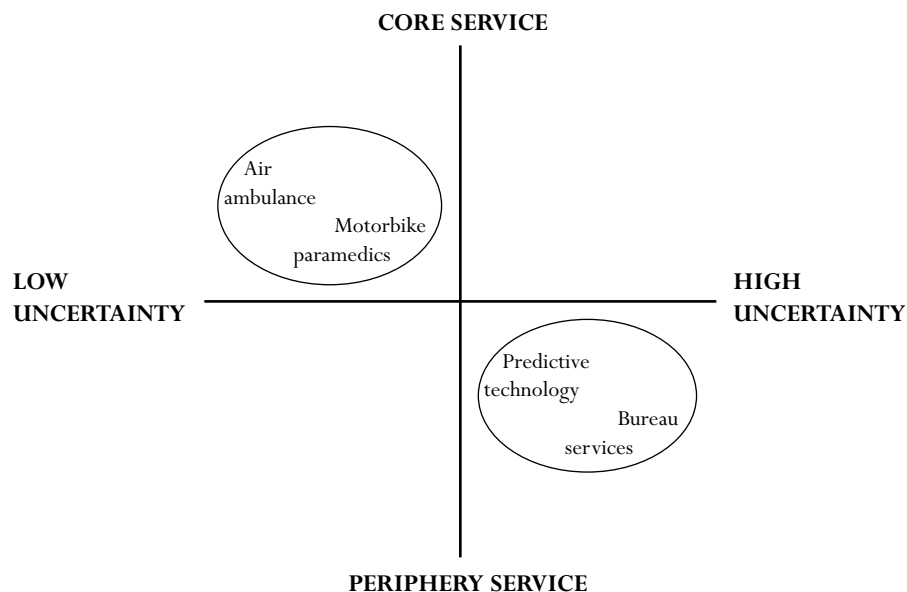 CORE SERVICE
Air
ambulance
Motorbike
paramedics
LOW
UNCERTAINTY
HIGH
UNCERTAINTY
Predictive
technology
Bureau
services
PERIPHERY SERVICE